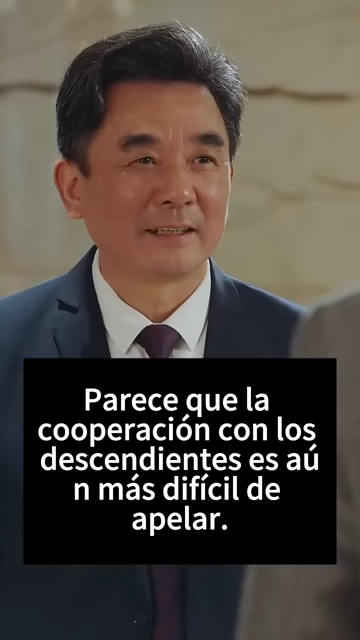 Parece que la
cooperación con los
descendientes es aú
n más difícil de
apelar.